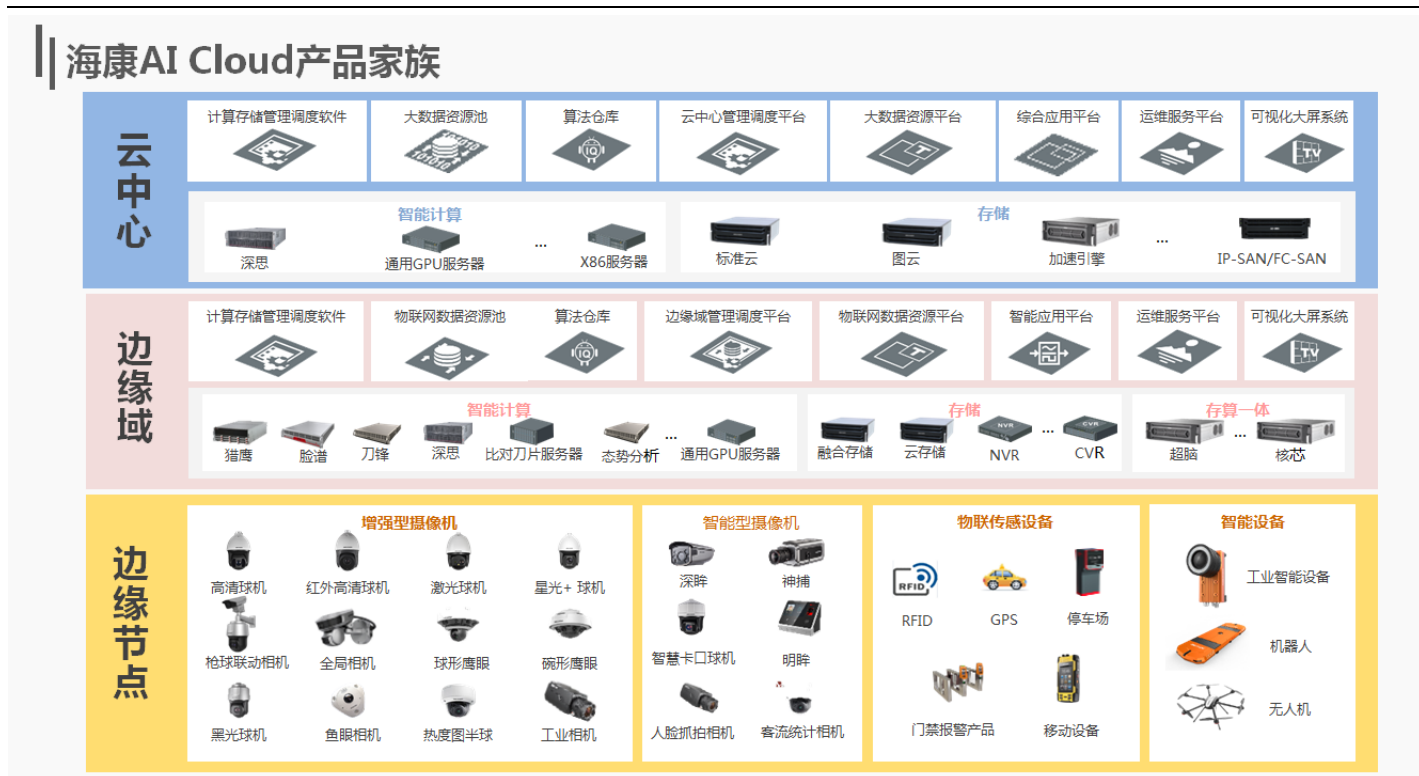 海康AI Cloud产品家族
云中心
计算存储管理调度软件
大数据资源池
算法仓库
云中心管理调度平台
大数据资源平台
综合应用平台
运维服务平台
可视化大屏系统
1010
101010
IQ
T
TV
智能计算
深思
通用GPU服务器
...
X86服务器
存储
标准云
图云
加速引擎
...
IP-SAN/FC-SAN
边缘域
计算存储管理调度软件
物联网数据资源池
算法仓库
边缘域管理调度平台
物联网数据资源平台
智能应用平台
运维服务平台
可视化大屏系统
IQ
T
TV
智能计算
猎鹰
脸谱
刀锋
深思
比对刀片服务器
态势分析
...
通用GPU服务器
存储
融合存储
云存储
NVR
NVR
...
CVR
CVR
存算一体
超脑
...
核芯
边缘节点
增强型摄像机
高清球机
红外高清球机
激光球机
星光+ 球机
枪球联动相机
全局相机
球形鹰眼
碗形鹰眼
黑光球机
鱼眼相机
热度图半球
工业相机
智能型摄像机
深眸
神捕
智慧卡口球机
明眸
人脸抓拍相机
客流统计相机
物联传感设备
RFID
RFID
GPS
停车场
门禁报警产品
移动设备
智能设备
工业智能设备
机器人
无人机